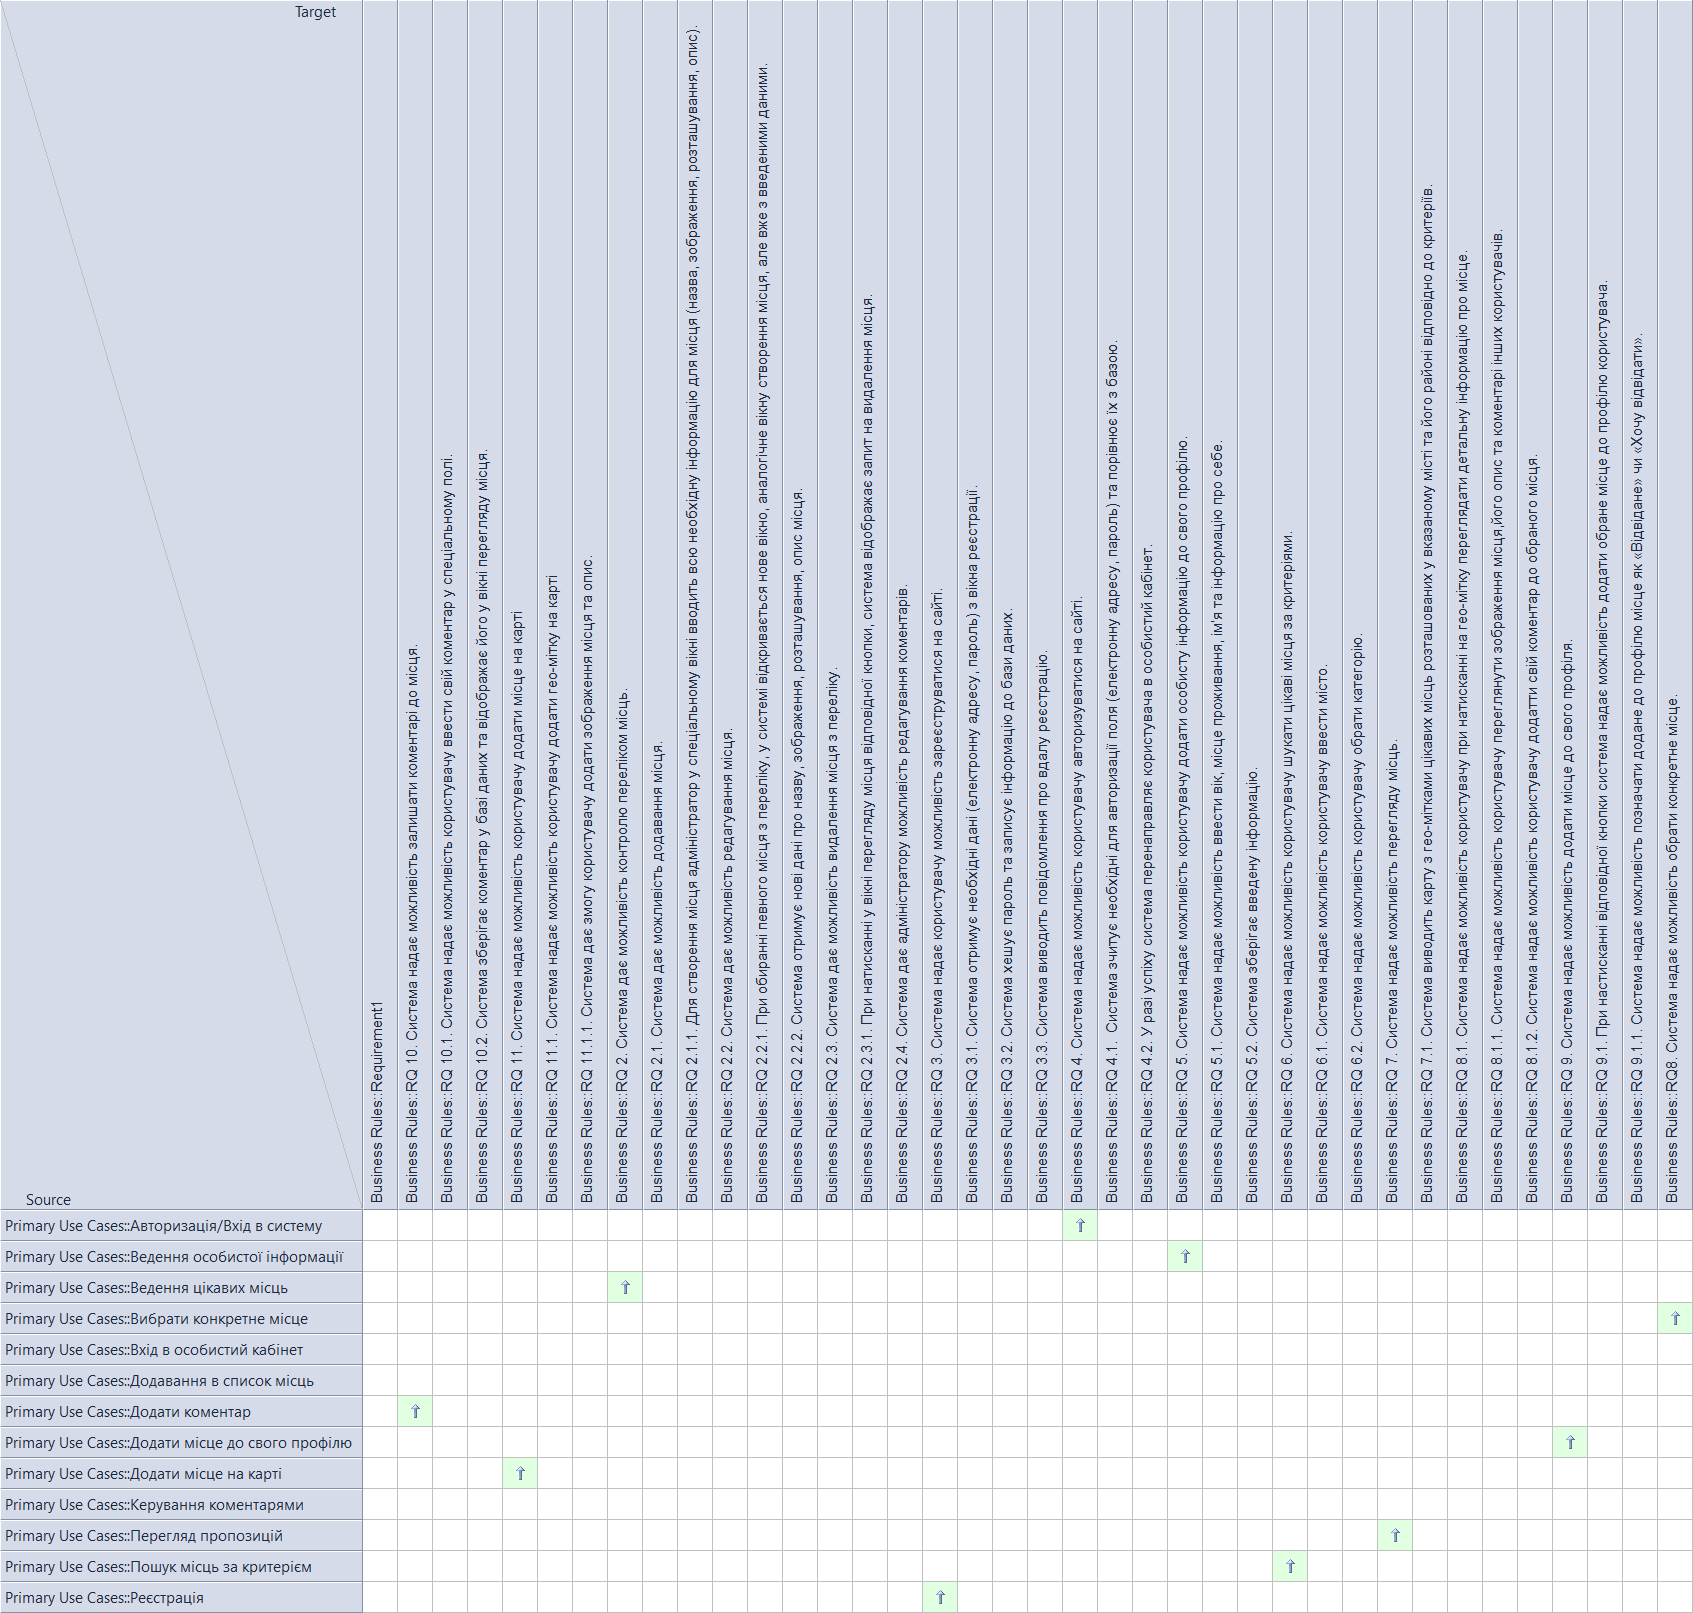 Target
Source
Business Rules::Requirement1
Business Rules::RQ 10. Система надає можливість залишати коментарі до місця.
Business Rules::RQ 10.1. Система надає можливість користувачу ввести свій коментар у спеціальному полі.
Business Rules::RQ 10.2. Система зберігає коментар у базі даних та відображає його у вікні перегляду місця.
Business Rules::RQ 11. Система надає можливість користувачу додати місце на карті
Business Rules::RQ 11.1. Система надає можливість користувачу додати гео-мітку на карті
Business Rules::RQ 11.1.1. Система дає змогу користувачу додати зображення місця та опис.
Business Rules::RQ 2. Система дає можливість контролю переліком місць.
Business Rules::RQ 2.1. Система дає можливість додавання місця.
Business Rules::RQ 2.1.1. Для створення місця адміністратор у спеціальному вікні вводить всю необхідну інформацію для місця (назва, зображення, розташування, опис).
Business Rules::RQ 2.2. Система дає можливість редагування місця.
Business Rules::RQ 2.2.1. При обиранні певного місця з переліку, у системі відкривається нове вікно, аналогічне вікну створення місця, але вже з введеними даними.
Business Rules::RQ 2.2.2. Система отримує нові дані про назву, зображення, розташування, опис місця.
Business Rules::RQ 2.3. Система дає можливість видалення місця з переліку.
Business Rules::RQ 2.3.1. При натисканні у вікні перегляду місця відповідної кнопки, система відображає запит на видалення місця.
Business Rules::RQ 2.4. Система дає адміністратору можливість редагування коментарів.
Business Rules::RQ 3. Система надає користувачу можливість зареєструватися на сайті.
Business Rules::RQ 3.1. Система отримує необхідні дані (електронну адресу, пароль) з вікна реєстрації.
Business Rules::RQ 3.2. Система хешує пароль та записує інформацію до бази даних.
Business Rules::RQ 3.3. Система виводить повідомлення про вдалу реєстрацію.
Business Rules::RQ 4. Система надає можливість користувачу авторизуватися на сайті.
Business Rules::RQ 4.1. Система зчитує необхідні для авторизації поля (електронну адресу, пароль) та порівнює їх з базою.
Business Rules::RQ 4.2. У разі успіху система перенаправляє користувача в особистий кабінет.
Business Rules::RQ 5. Система надає можливість користувачу додати особисту інформацію до свого профілю.
Business Rules::RQ 5.1. Система надає можливість ввести вік, місце проживання, ім'я та інформацію про себе.
Business Rules::RQ 5.2. Система зберігає введену інформацію.
Business Rules::RQ 6. Система надає можливість користувачу шукати цікаві місця за критеріями.
Business Rules::RQ 6.1. Система надає можливість користувачу ввести місто.
Business Rules::RQ 6.2. Система надає можливість користувачу обрати категорію.
Business Rules::RQ 7. Система надає можливість перегляду місць.
Business Rules::RQ 7.1. Система виводить карту з гео-мітками цікавих місць розташованих у вказаному місті та його районі відповідно до критеріїв.
Business Rules::RQ 8.1. Система надає можливість користувачу при натисканні на гео-мітку переглядати детальну інформацію про місце.
Business Rules::RQ 8.1.1. Система надає можливість користувачу переглянути зображення місця,його опис та коментарі інших користувачів.
Business Rules::RQ 8.1.2. Система надає можливість користувачу додатти свій коментар до обраного місця.
Business Rules::RQ 9. Система надає можливість додати місце до свого профіля.
Business Rules::RQ 9.1. При настисканні відповідної кнопки система надає можливість додати обране місце до профілю користувача.
Business Rules::RQ 9.1.1. Система надає можливість позначати додане до профілю місце як «Відвідане» чи «Хочу відвідати».
Business Rules::RQ8. Система надає можливість обрати конкретне місце.
Primary Use Cases::Авторизація/Вхід в систему
Primary Use Cases::Ведення особистої інформації
Primary Use Cases::Ведення цікавих місць
Primary Use Cases::Вибрати конкретне місце
Primary Use Cases::Вхід в особистий кабінет
Primary Use Cases::Додавання в список місць
Primary Use Cases::Додати коментар
Primary Use Cases::Додати місце до свого профілю
Primary Use Cases::Додати місце на карті
Primary Use Cases::Керування коментарями
Primary Use Cases::Перегляд пропозицій
Primary Use Cases::Пошук місць за критерієм
Primary Use Cases::Реєстрація